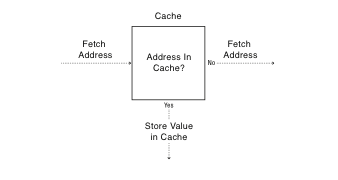 Cache
Fetch
Address
Address In
Cache?
No
Fetch
Address
Yes
Store Value
in Cache